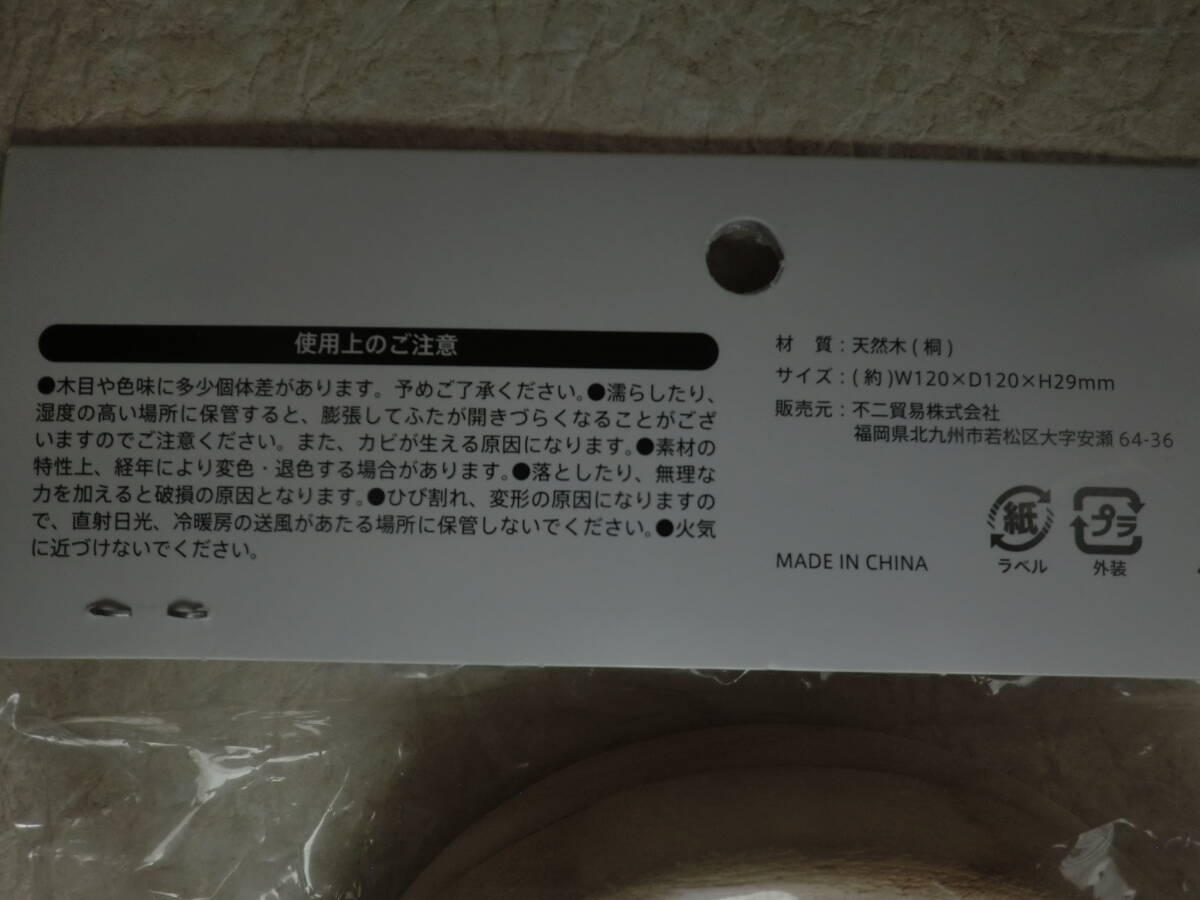 使用上のご注意
●木目や色味に多少個体差があります。予めご了承ください。●濡らしたり、
湿度の高い場所に保管すると、膨張してふたが開きづらくなることがござ
いますのでご注意ください。また、カビが生える原因になります。●素材の
特性上、経年により変色・退色する場合があります。●落としたり、無理な
力を加えると破損の原因となります。●ひび割れ、変形の原因になりますの
で、直射日光、冷暖房の送風があたる場所に保管しないでください。●火気
に近づけないでください。
材　質 : 天然木 ( 桐 )
サイズ : ( 約 )W120×D120×H29mm
販売元 : 不二貿易株式会社
福岡県北九州市若松区大字安瀬 64-36
MADE IN CHINA
紙
ラベル
プラ
外装